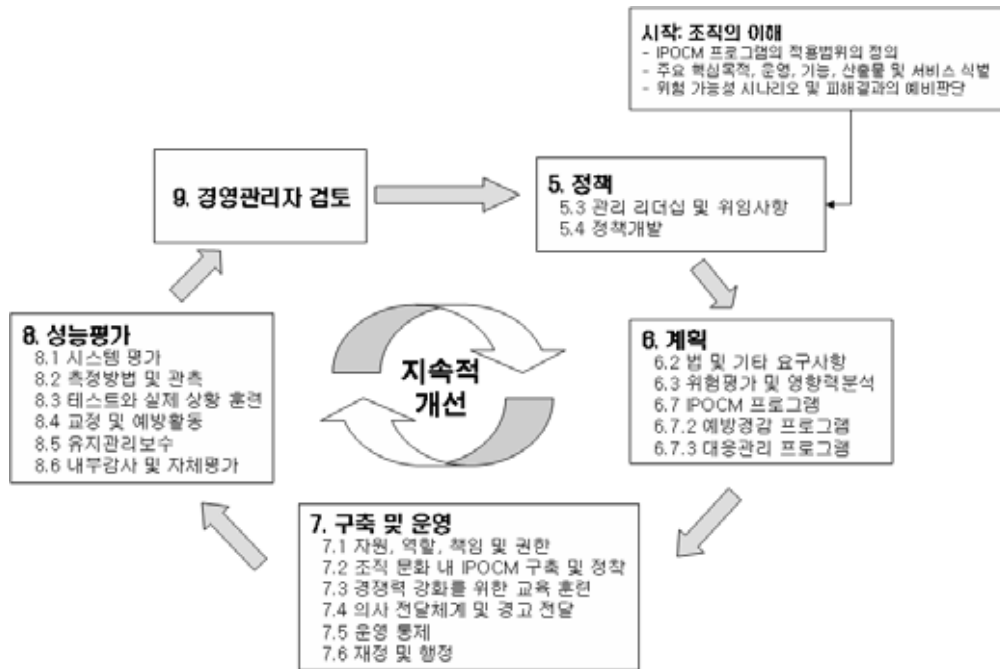 시작: 조직의 이해
- IPOCM 프로그램의 적용범위의 정의
- 주요 핵심목적, 운영, 기능, 산출물 및 서비스 식별
- 위험 가능성 시나리오 및 피해결과의 예비판단
9. 경영관리자 검토
5. 정책
5.3 관리 리더십 및 위임사항
5.4 정책개발
8. 성능평가
8.1 시스템 평가
8.2 측정방법 및 관측
8.3 테스트와 실제 상황 훈련
8.4 교정 및 예방활동
8.5 유지관리보수
8.6 내부감사 및 자체평가
지속적
개선
6. 계획
6.2 법 및 기타 요구사항
6.3 위험평가 및 영향력분석
6.7 IPOCM 프로그램
6.7.2 예방경감 프로그램
6.7.3 대응관리 프로그램
7. 구축 및 운영
7.1 자원, 역할, 책임 및 권한
7.2 조직 문화 내 IPOCM 구축 및 정착
7.3 경쟁력 강화를 위한 교육 훈련
7.4 의사 전달체계 및 경고 전달
7.5 운영 통제
7.6 재정 및 행정